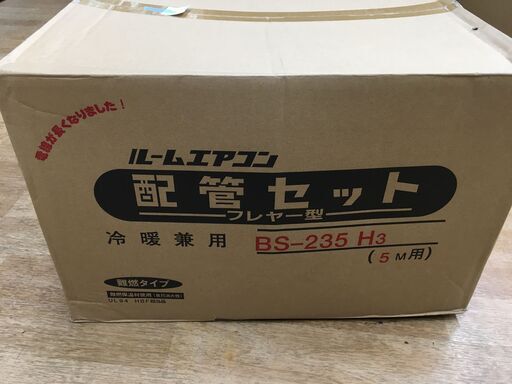 電線が長くなりました!
ルームエアコン
配管セット
フレヤー型
冷暖兼用 BS-235 H3
(5M用)
難燃タイプ
UL94 HBF